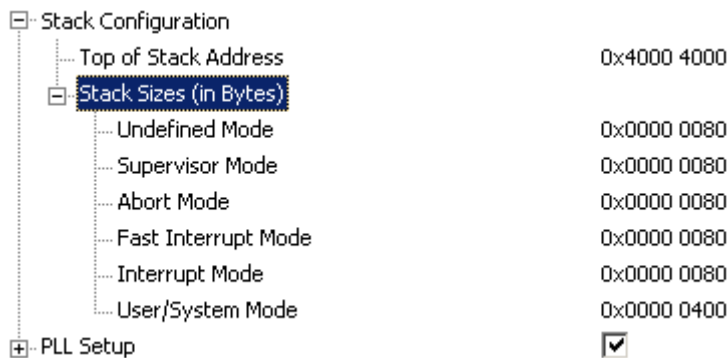 Stack Configuration
Top of Stack Address 0x4000 4000
Stack Sizes (in Bytes)
Undefined Mode 0x0000 0080
Supervisor Mode 0x0000 0080
Abort Mode 0x0000 0080
Fast Interrupt Mode 0x0000 0080
Interrupt Mode 0x0000 0080
User/System Mode 0x0000 0400
PLL Setup